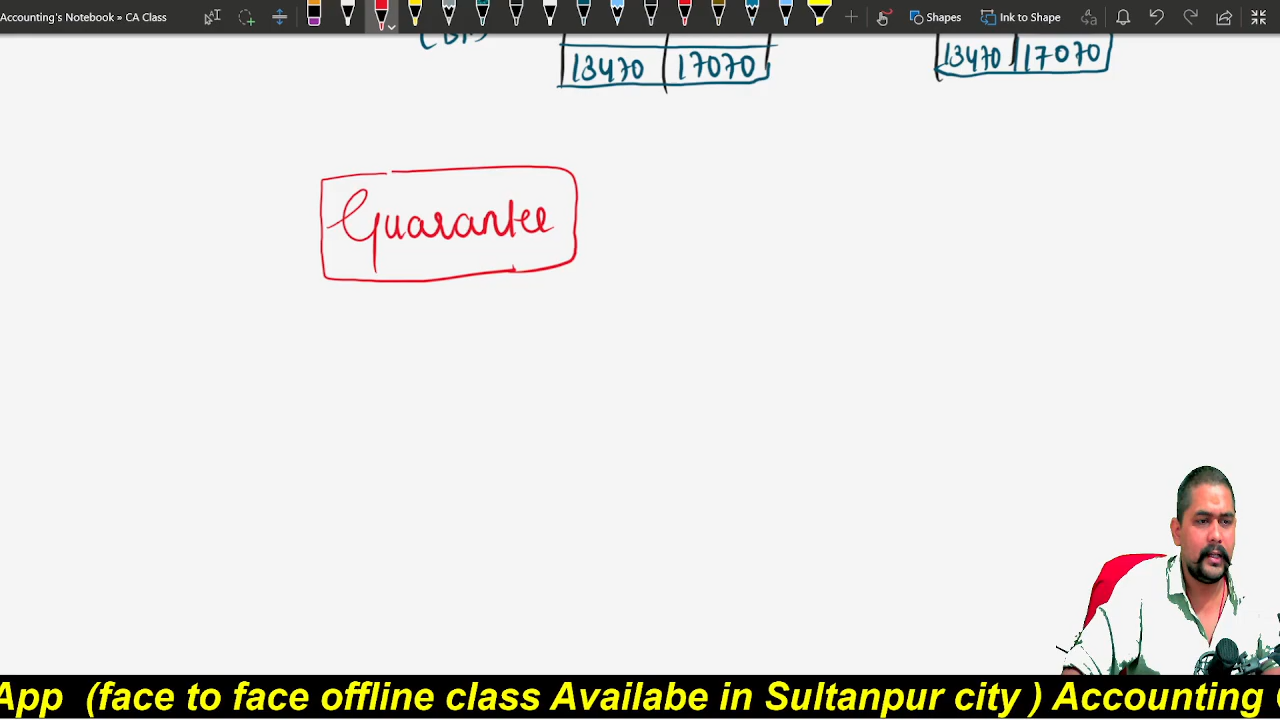 Accounting's Notebook » CA Class
Shapes
Ink to Shape
13470 17070
13470 17070
Guarantee
App (face to face offline class Availabe in Sultanpur city ) Accounting